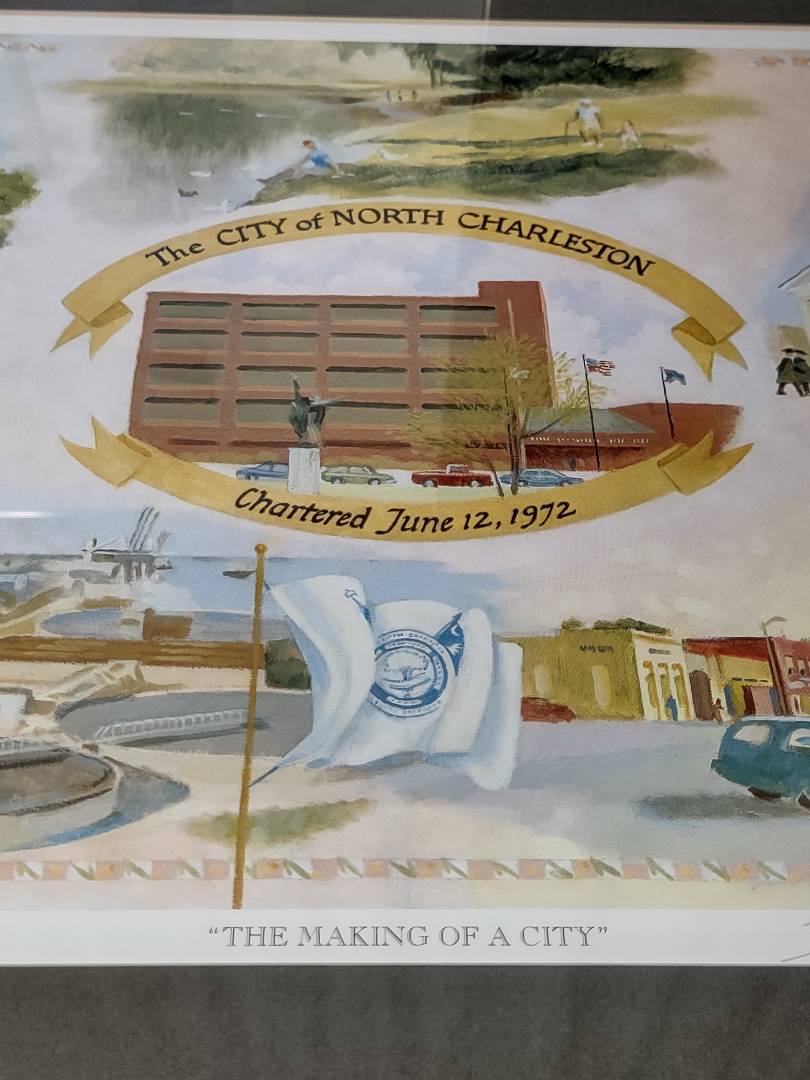 The CITY of NORTH CHARLESTON
Chartered June 12, 1972
"THE MAKING OF A CITY"